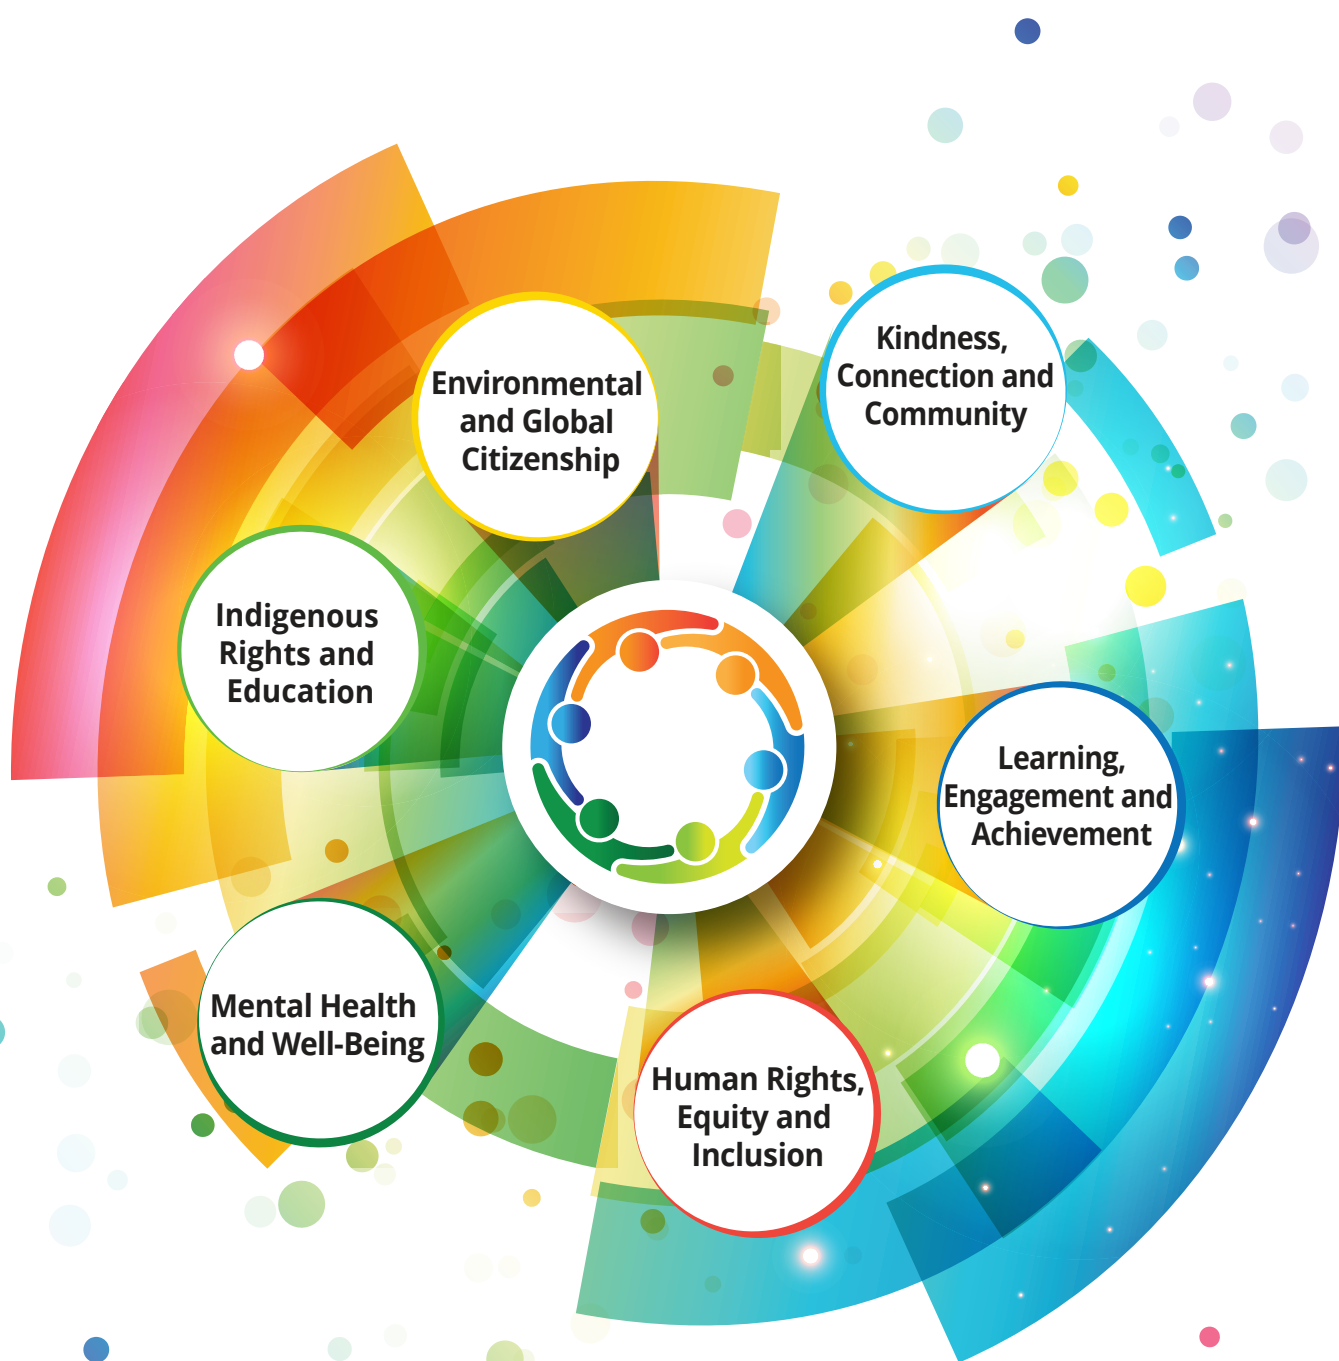 Kindness,
Connection and
Community
Environmental
and Global
Citizenship
Indigenous
Rights and
Education
Learning,
Engagement and
Achievement
Mental Health
and Well-Being
Human Rights,
Equity and
Inclusion